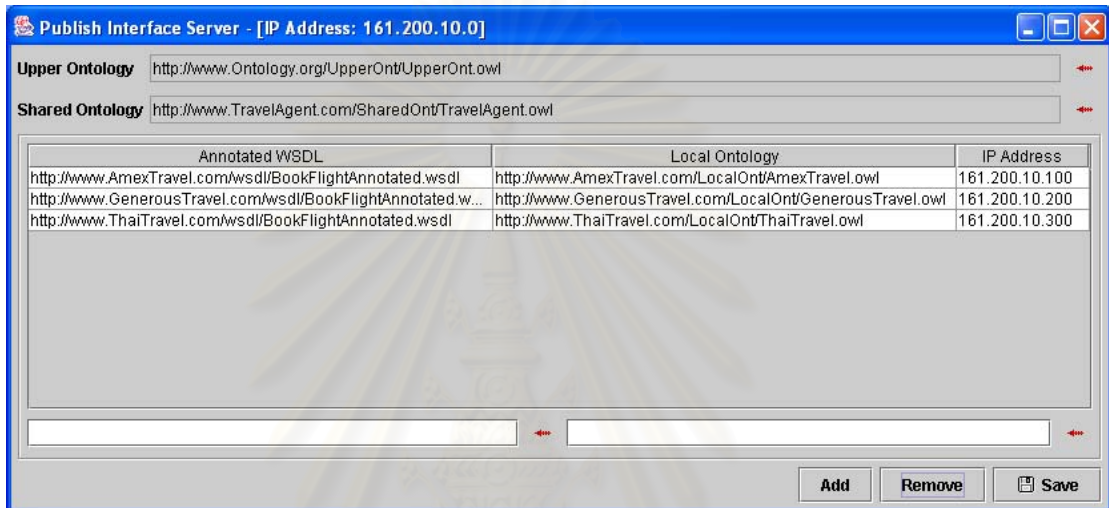 Publish Interface Server - [IP Address: 161.200.10.0]
Upper Ontology http://www.Ontology.org/UpperOnt/UpperOnt.owl
Shared Ontology http://www.TravelAgent.com/SharedOnt/TravelAgent.owl
Annotated WSDL Local Ontology IP Address
http://www.AmexTravel.com/wsdl/BookFlightAnnotated.wsdl http://www.AmexTravel.com/LocalOnt/AmexTravel.owl 161.200.10.100
http://www.GenerousTravel.com/wsdl/BookFlightAnnotated.w... http://www.GenerousTravel.com/LocalOnt/GenerousTravel.owl 161.200.10.200
http://www.ThaiTravel.com/wsdl/BookFlightAnnotated.wsdl http://www.ThaiTravel.com/LocalOnt/ThaiTravel.owl 161.200.10.300
Add Remove Save